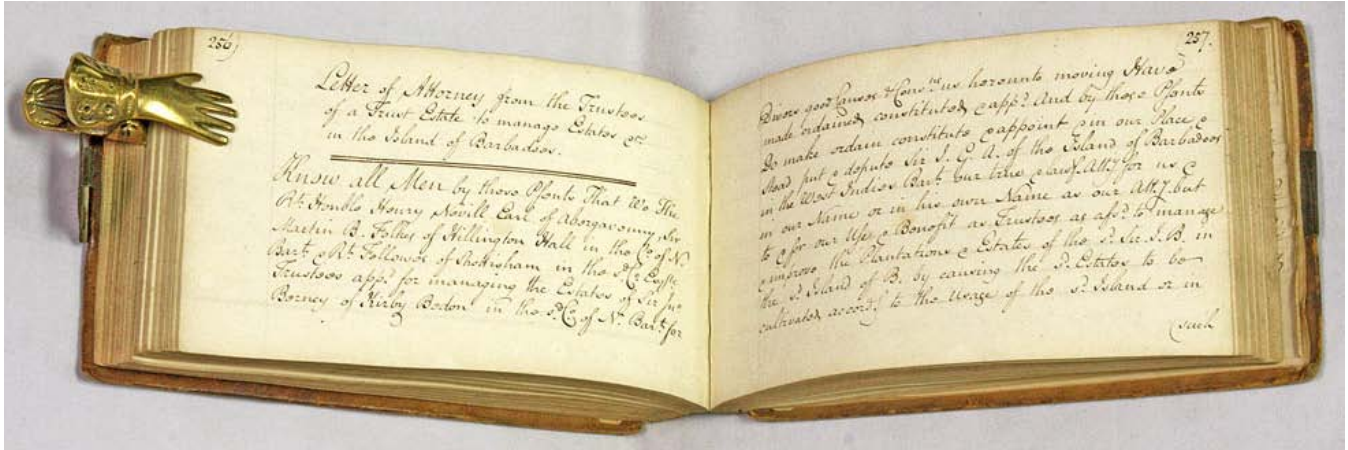 256)
Letter of Attorney from the Trustees
of a Trust Estate to manage Estates &c
in the Island of Barbadoes.
Know all Men by these Psents That We The
Rt. Honble Henry Nevill Earl of Abergavenny, Sir
Martin B. Folkes of Hillington Hall in the Co. of N.
Bart. & Rt. Fellowes of Shottisham in the sd. Co. Esqre
Trustees appd. for managing the Estates of Sir Jno
Berney of Kirby Bedon in the sd. Co. of N. Bart. for
(257.
Divers good Causes & Cons.ns us hereunto moving Have
made ordained constituted & appd. And by these Psents
Do make ordain constitute & appoint & in our Place &
Stead put & depute Sir J. G. A. of the Island of Barbadoes
in the West Indies Bart. our true & lawf. Atty for us &
in our Name or in his own Name as our Atty. but
to & for our Use & Benefit as Trustees as afsd. to manage
& improve the Plantations & Estates of the sd. Sir J. B. in
the sd. Island of B. by causing the sd. Estates to be
cultivated accordg. to the Usage of the sd. Island or in
(such